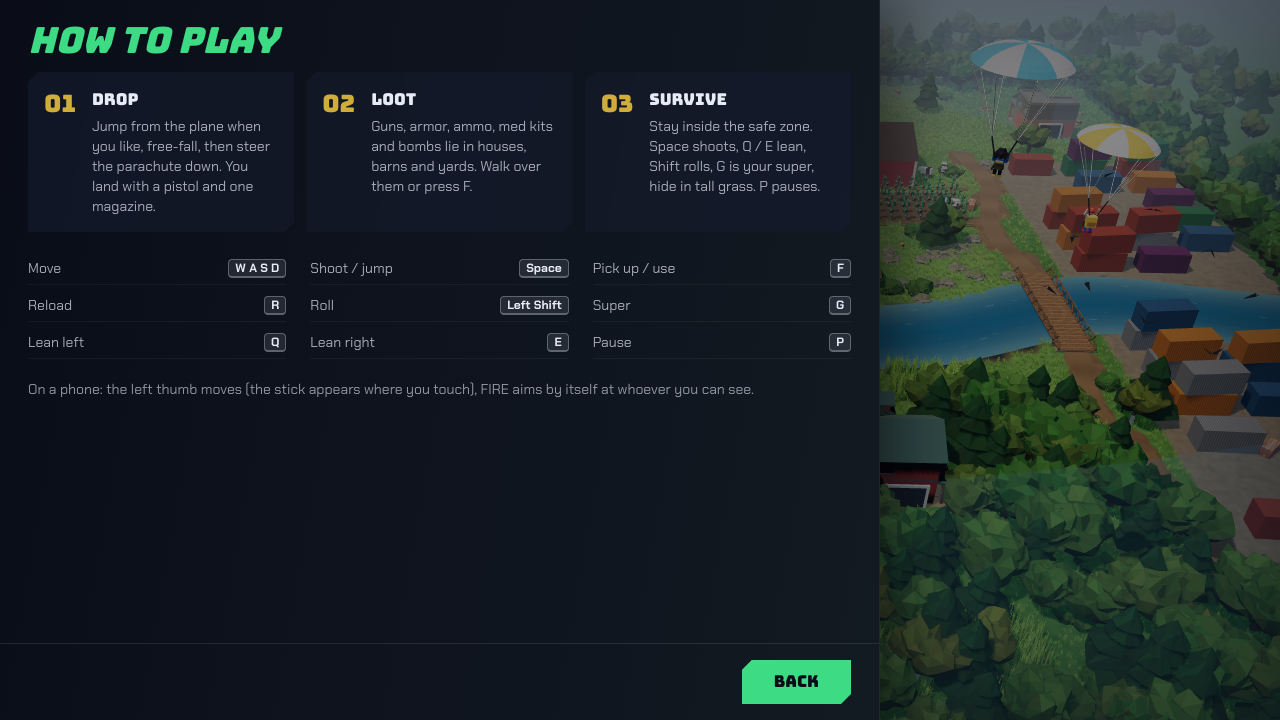 HOW TO PLAY
01 DROP
Jump from the plane when
you like, free-fall, then steer
the parachute down. You
land with a pistol and one
magazine.
02 LOOT
Guns, armor, ammo, med kits
and bombs lie in houses,
barns and yards. Walk over
them or press F.
03 SURVIVE
Stay inside the safe zone.
Space shoots, Q / E lean,
Shift rolls, G is your super,
hide in tall grass. P pauses.
Move W A S D Shoot / jump Space Pick up / use F
Reload R Roll Left Shift Super G
Lean left Q Lean right E Pause P
On a phone: the left thumb moves (the stick appears where you touch), FIRE aims by itself at whoever you can see.
BACK